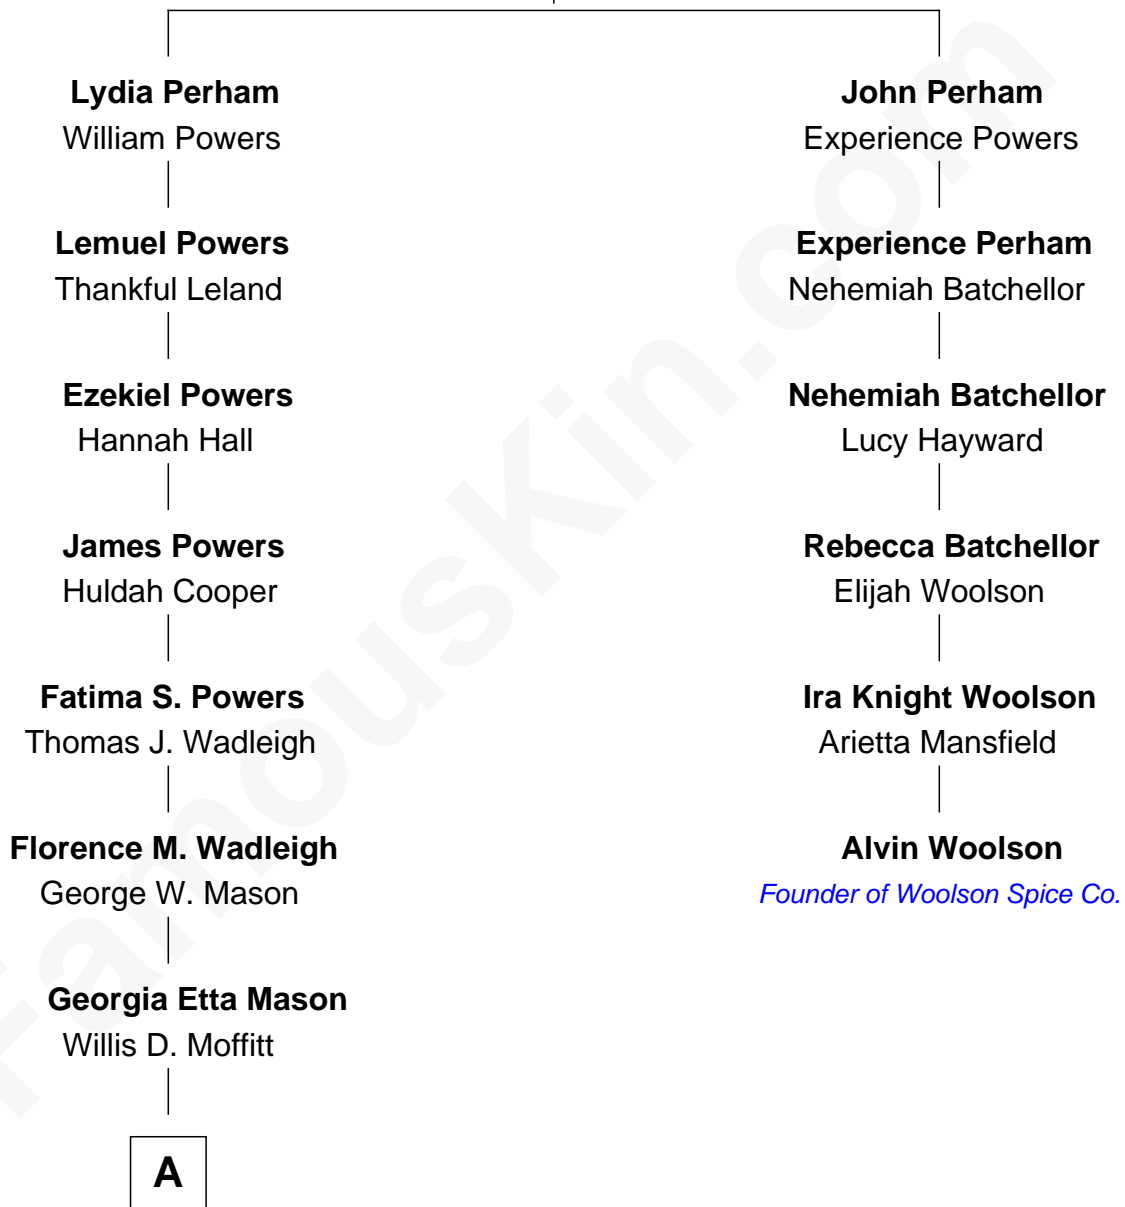 Lydia Perham
William Powers
John Perham
Experience Powers
Lemuel Powers
Thankful Leland
Experience Perham
Nehemiah Batchellor
Ezekiel Powers
Hannah Hall
Nehemiah Batchellor
Lucy Hayward
James Powers
Huldah Cooper
Rebecca Batchellor
Elijah Woolson
Fatima S. Powers
Thomas J. Wadleigh
Ira Knight Woolson
Arietta Mansfield
Florence M. Wadleigh
George W. Mason
Alvin Woolson
Founder of Woolson Spice Co.
Georgia Etta Mason
Willis D. Moffitt
A
FamousKin.com